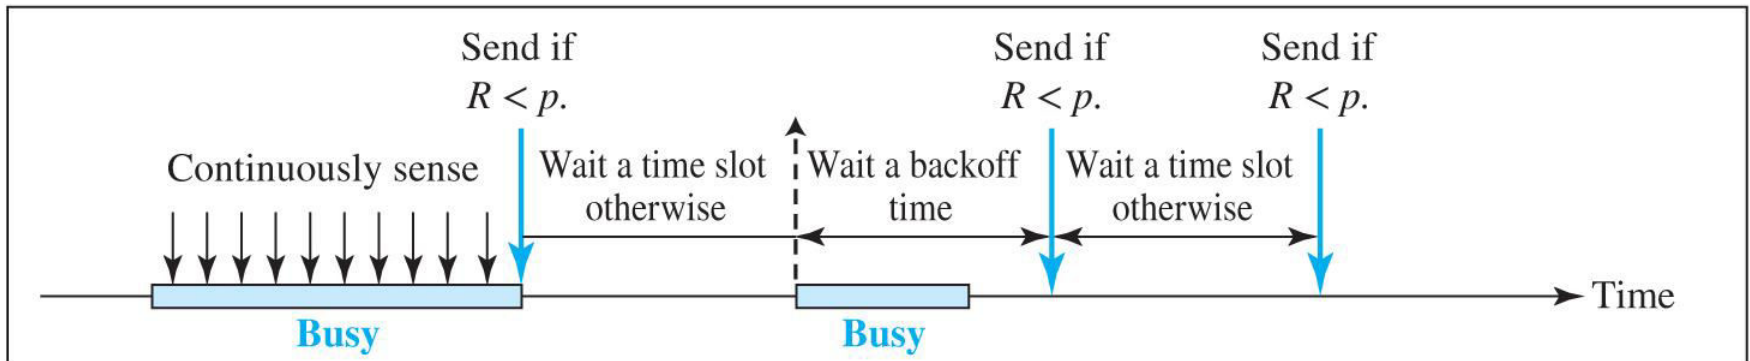 Send if
R < p.
Send if
R < p.
Send if
R < p.
Continuously sense
Wait a time slot
otherwise
Wait a backoff
time
Wait a time slot
otherwise
Time
Busy
Busy